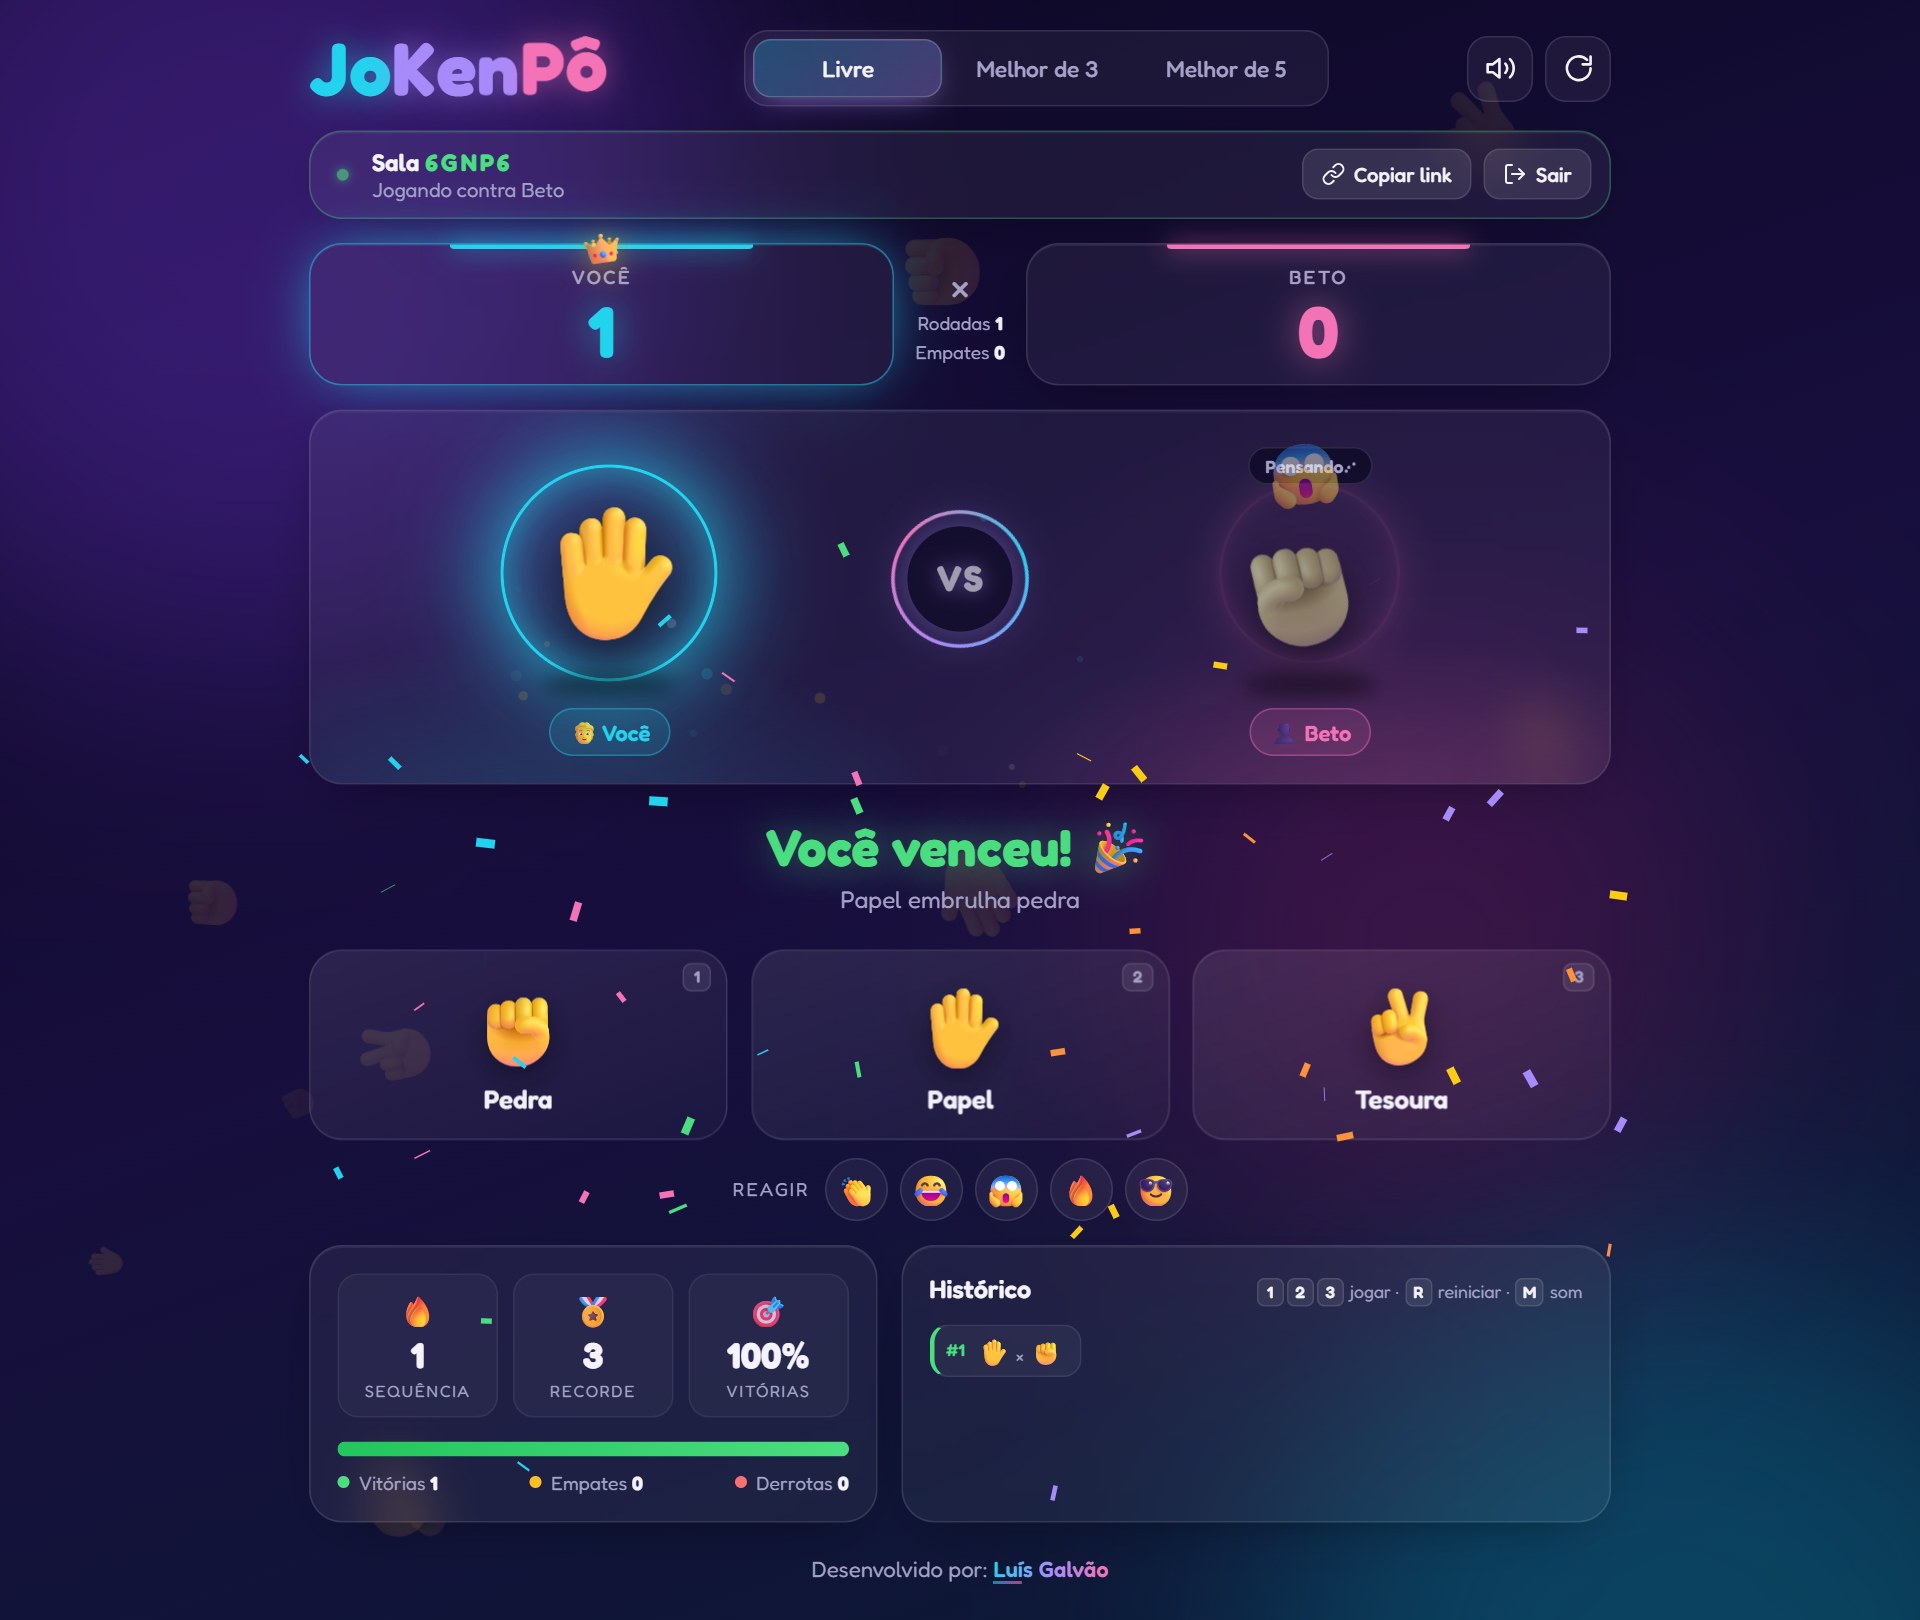 JoKenPô
Livre
Melhor de 3
Melhor de 5
Sala 6GNP6
Jogando contra Beto
Copiar link
Sair
VOCÊ
1
×
Rodadas 1
Empates 0
BETO
0
Pensando
VS
Você
Beto
Você venceu!
Papel embrulha pedra
1
Pedra
2
Papel
3
Tesoura
REAGIR
1
SEQUÊNCIA
3
RECORDE
100%
VITÓRIAS
Vitórias 1
Empates 0
Derrotas 0
Histórico
1 2 3 jogar · R reiniciar · M som
#1 ×
Desenvolvido por: Luís Galvão